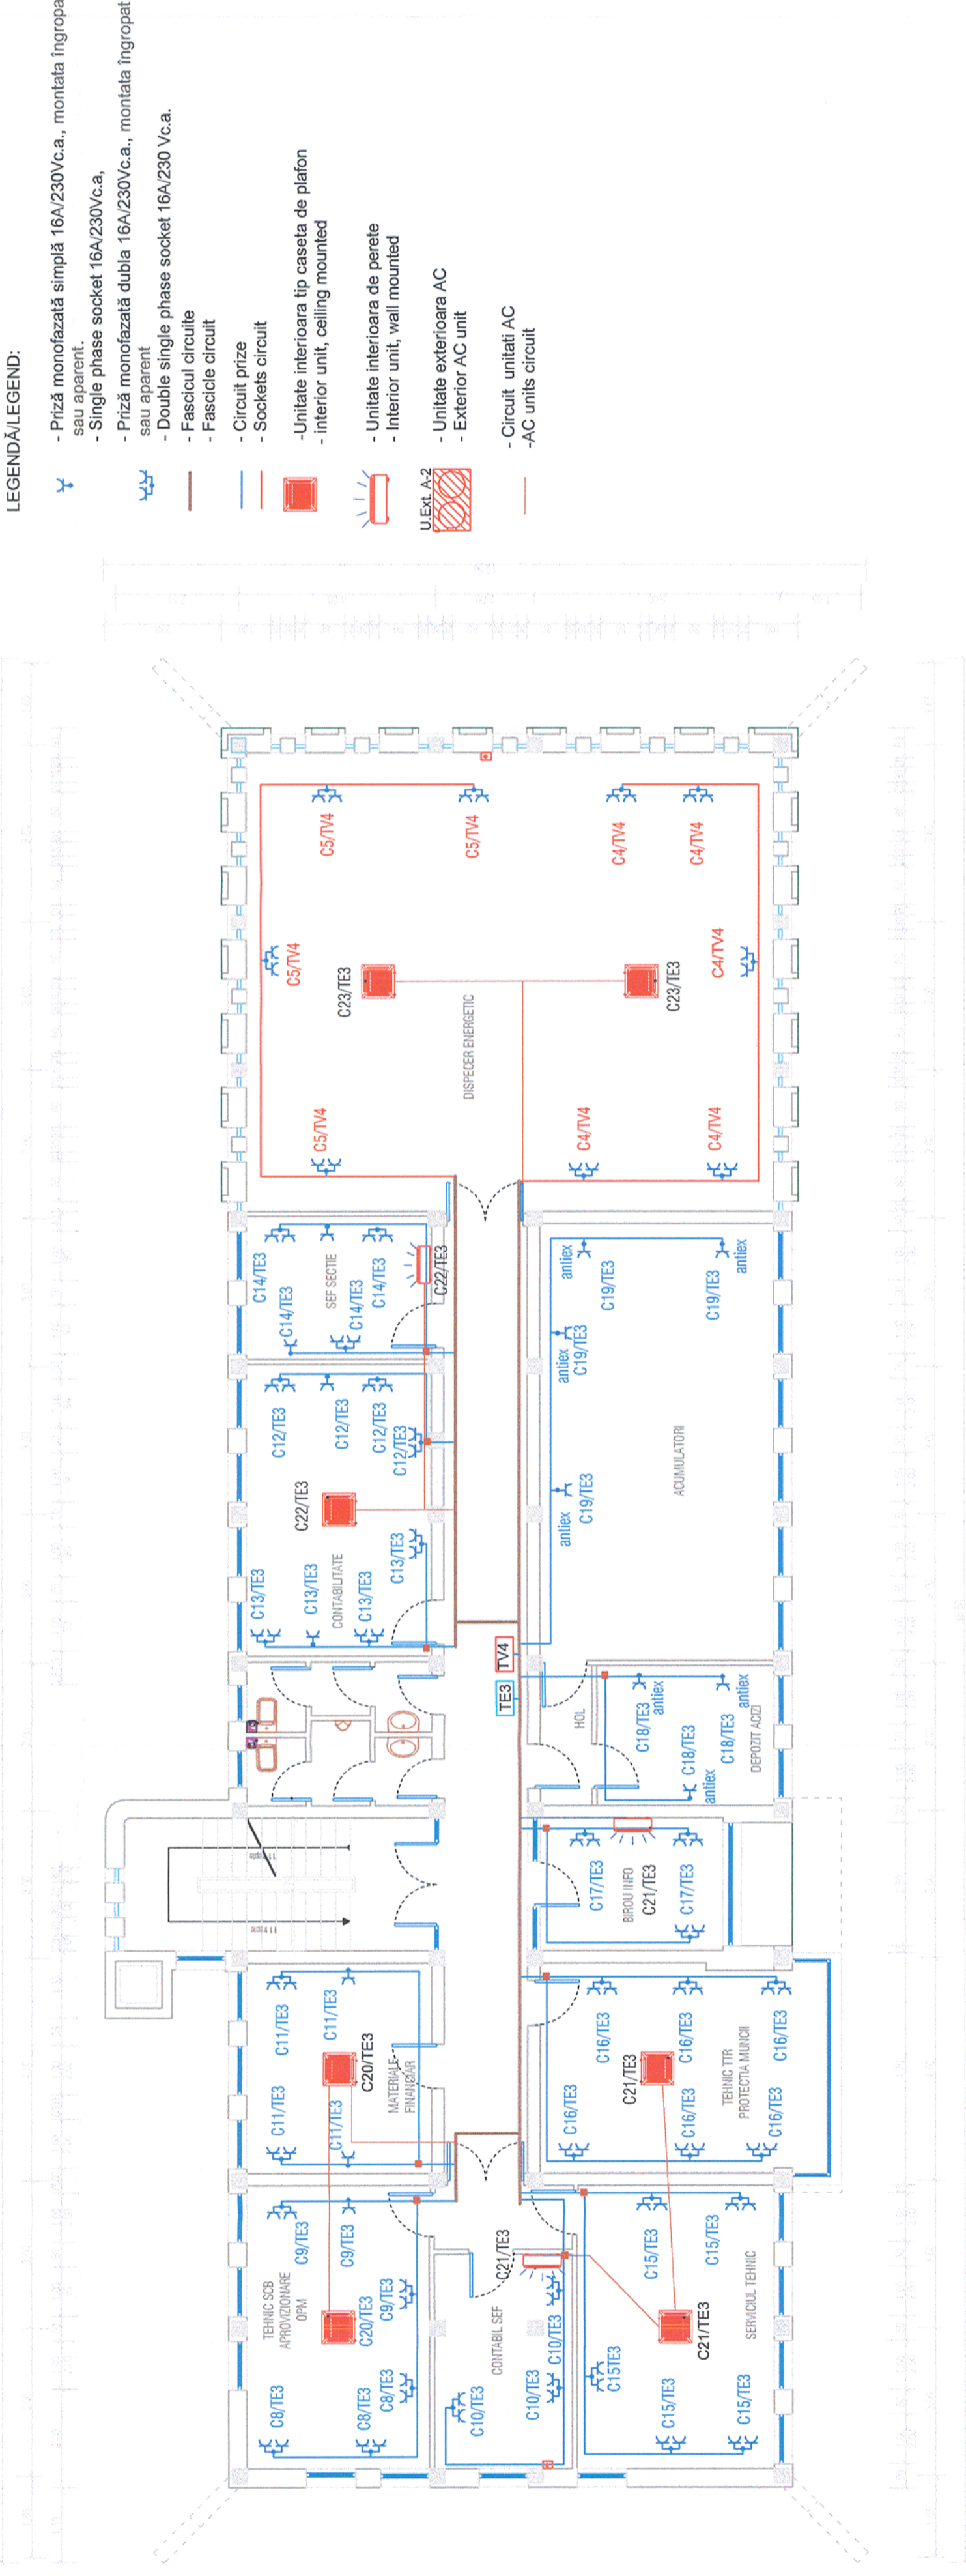 LEGENDĂ/LEGEND:
- Priză monofazată simplă 16A/230Vc.a., montata îngropa
sau aparent.
- Single phase socket 16A/230Vc.a,
- Priză monofazată dubla 16A/230Vc.a., montata îngropat
sau aparent
- Double single phase socket 16A/230 Vc.a.
- Fascicul circuite
- Fascicle circuit
- Circuit prize
- Sockets circuit
-Unitate interioara tip caseta de plafon
- interior unit, ceiling mounted
- Unitate interioara de perete
- Interior unit, wall mounted
U.Ext. A-2
- Unitate exterioara AC
- Exterior AC unit
- Circuit unitati AC
-AC units circuit
C5/TV4
C5/TV4
C4/TV4
C4/TV4
C5/TV4
C4/TV4
C23/TE3
C23/TE3
DISPECER ENERGETIC
C5/TV4
C4/TV4
C4/TV4
C14/TE3
SEF SECTIE
C14/TE3
C22/TE3
C14/TE3
C14/TE3
antiex
C19/TE3
C19/TE3
antiex
antiex
C19/TE3
C12/TE3
C12/TE3
C12/TE3
C12/TE3
C22/TE3
ACUMULATORI
antiex
C19/TE3
C13/TE3
C13/TE3
CONTABILITATE
C13/TE3
C13/TE3
TV4
TE3
HOL
C18/TE3
antiex
C18/TE3
antiex
C18/TE3
antiex
DEPOZIT ACIZI
11 trepte
11 trepte
C17/TE3
BIROU INFO
C21/TE3
C17/TE3
C11/TE3
C11/TE3
C20/TE3
MATERIALE
FINANCIAR
C11/TE3
C11/TE3
C16/TE3
C16/TE3
C16/TE3
C21/TE3
TEHNIC TTR
PROTECTIA MUNCII
C16/TE3
C16/TE3
C16/TE3
C9/TE3
C9/TE3
TEHNIC SCB
APROVIZIONARE
OPM
C20/TE3
C9/TE3
C8/TE3
C8/TE3
C8/TE3
C21/TE3
CONTABIL SEF
C10/TE3
C10/TE3
C10/TE3
C15/TE3
C15/TE3
SERVICIUL TEHNIC
C21/TE3
C15TE3
C15/TE3
C15/TE3